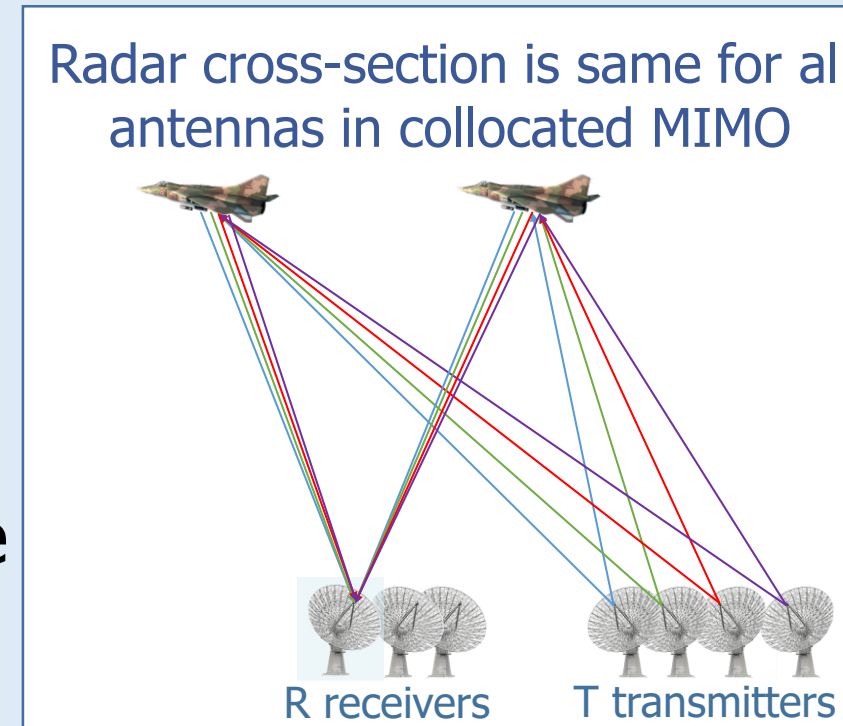 Radar cross-section is same for al
antennas in collocated MIMO
e
R receivers
T transmitters